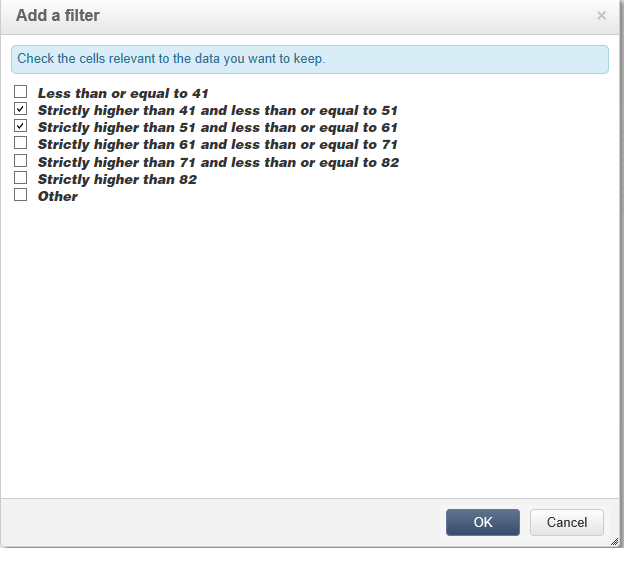 Add a filter
Check the cells relevant to the data you want to keep.
Less than or equal to 41
Strictly higher than 41 and less than or equal to 51
Strictly higher than 51 and less than or equal to 61
Strictly higher than 61 and less than or equal to 71
Strictly higher than 71 and less than or equal to 82
Strictly higher than 82
Other
OK Cancel